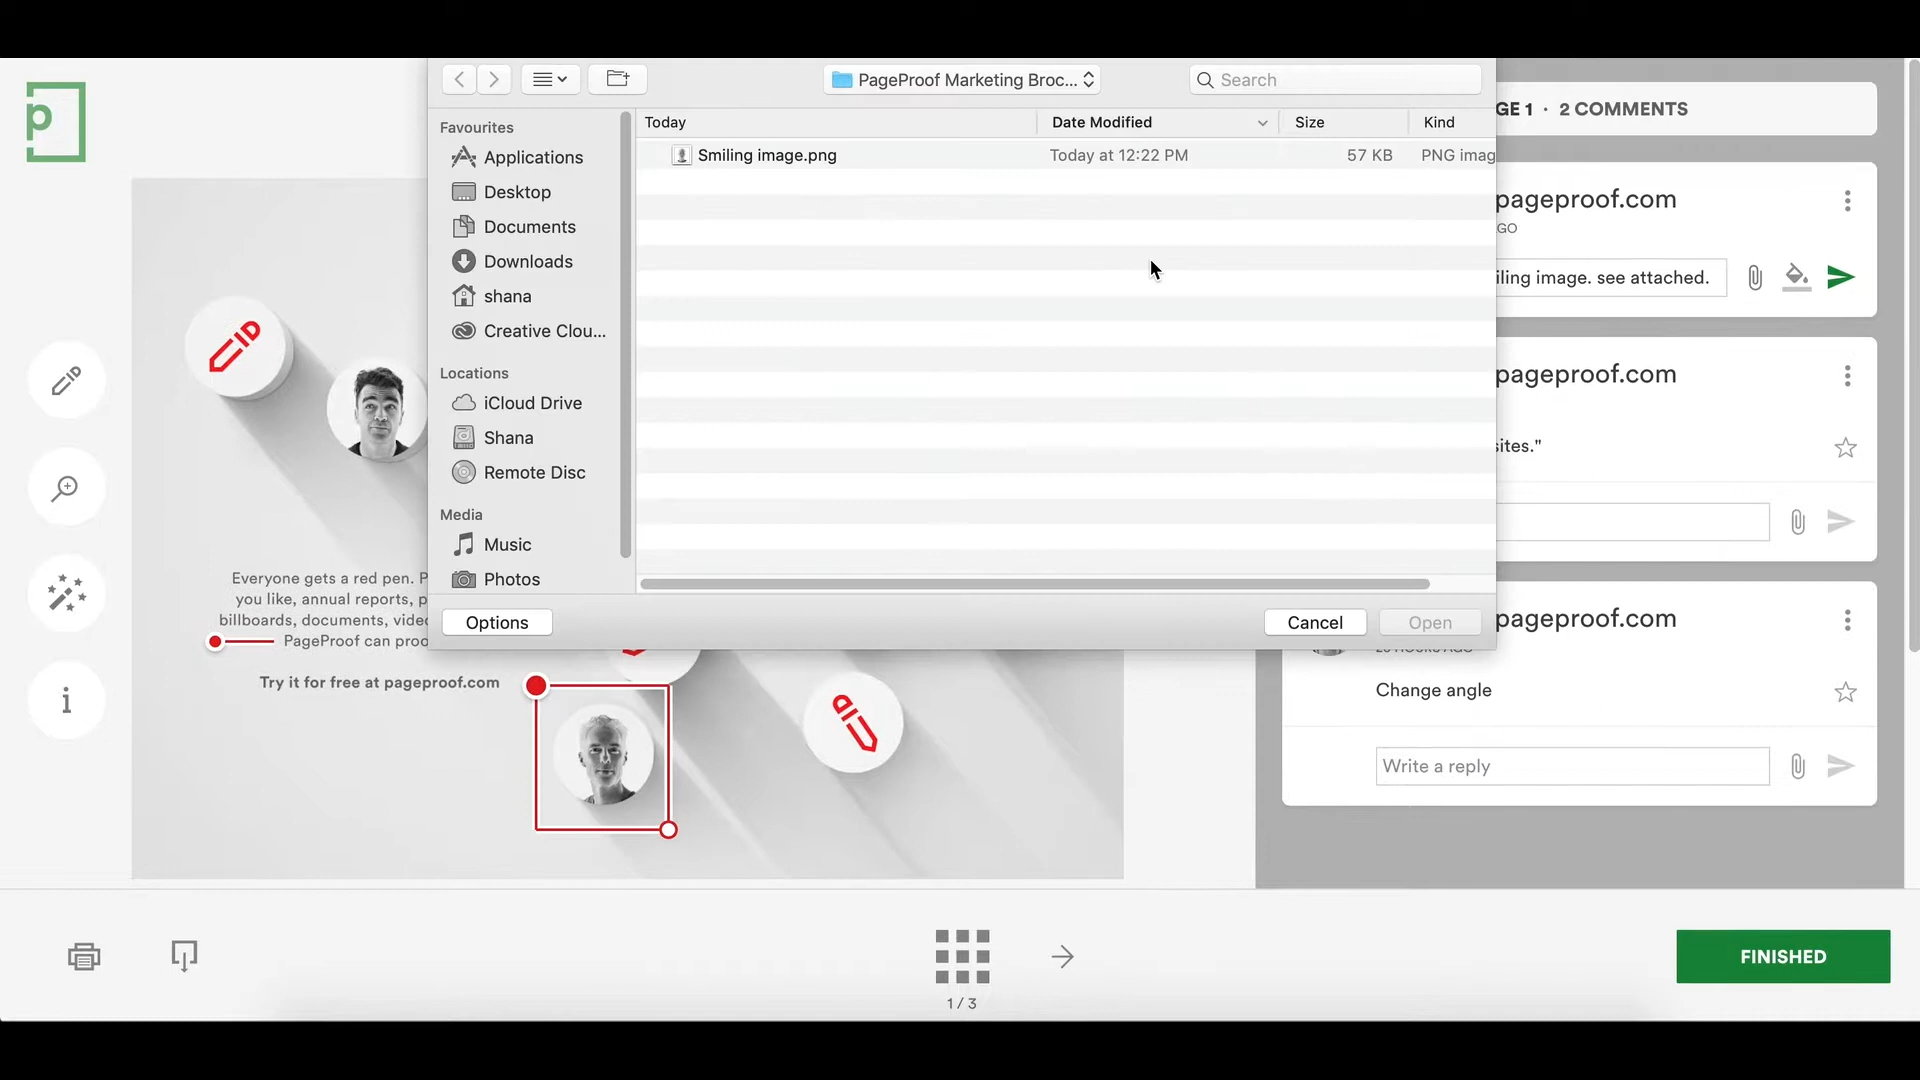 PageProof Marketing Broc...
Search
Favourites
Applications
Desktop
Documents
Downloads
shana
Creative Clou...
Locations
iCloud Drive
Shana
Remote Disc
Media
Music
Photos
Today
Date Modified
Size
Kind
Smiling image.png
Today at 12:22 PM
57 KB
PNG imag
Options
Cancel
Open
p
Everyone gets a red pen. P
you like, annual reports, p
billboards, documents, vide
PageProof can proo
Try it for free at pageproof.com
GE 1 · 2 COMMENTS
pageproof.com
GO
iling image. see attached.
pageproof.com
sites."
pageproof.com
Change angle
Write a reply
1 / 3
FINISHED